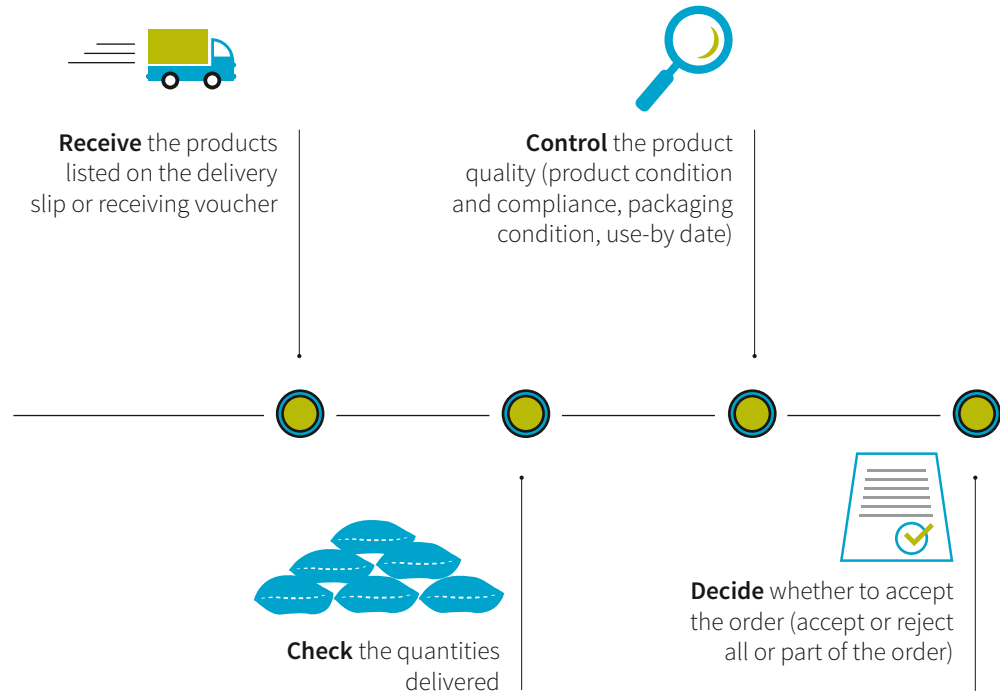 Receive the products
listed on the delivery
slip or receiving voucher
Control the product
quality (product condition
and compliance, packaging
condition, use-by date)
Check the quantities
delivered
Decide whether to accept
the order (accept or reject
all or part of the order)